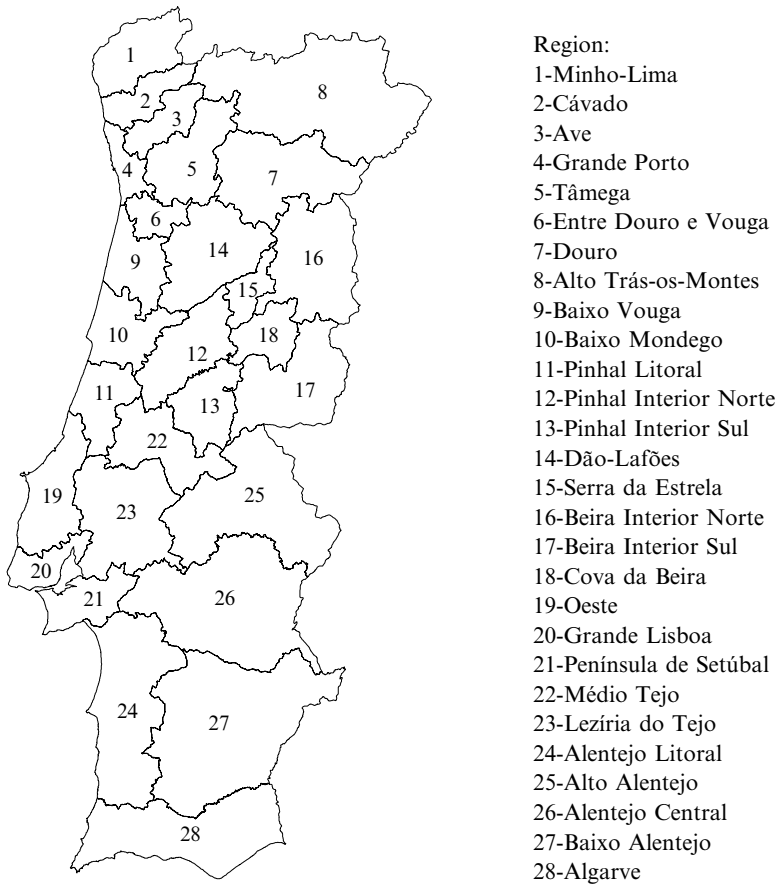 Region:
1-Minho-Lima
2-Cávado
3-Ave
4-Grande Porto
5-Tâmega
6-Entre Douro e Vouga
7-Douro
8-Alto Trás-os-Montes
9-Baixo Vouga
10-Baixo Mondego
11-Pinhal Litoral
12-Pinhal Interior Norte
13-Pinhal Interior Sul
14-Dão-Lafões
15-Serra da Estrela
16-Beira Interior Norte
17-Beira Interior Sul
18-Cova da Beira
19-Oeste
20-Grande Lisboa
21-Península de Setúbal
22-Médio Tejo
23-Lezíria do Tejo
24-Alentejo Litoral
25-Alto Alentejo
26-Alentejo Central
27-Baixo Alentejo
28-Algarve
1
8
2
3
4
5
7
6
14
9
16
15
10
18
12
17
11
13
22
19
25
23
20
21
26
24
27
28